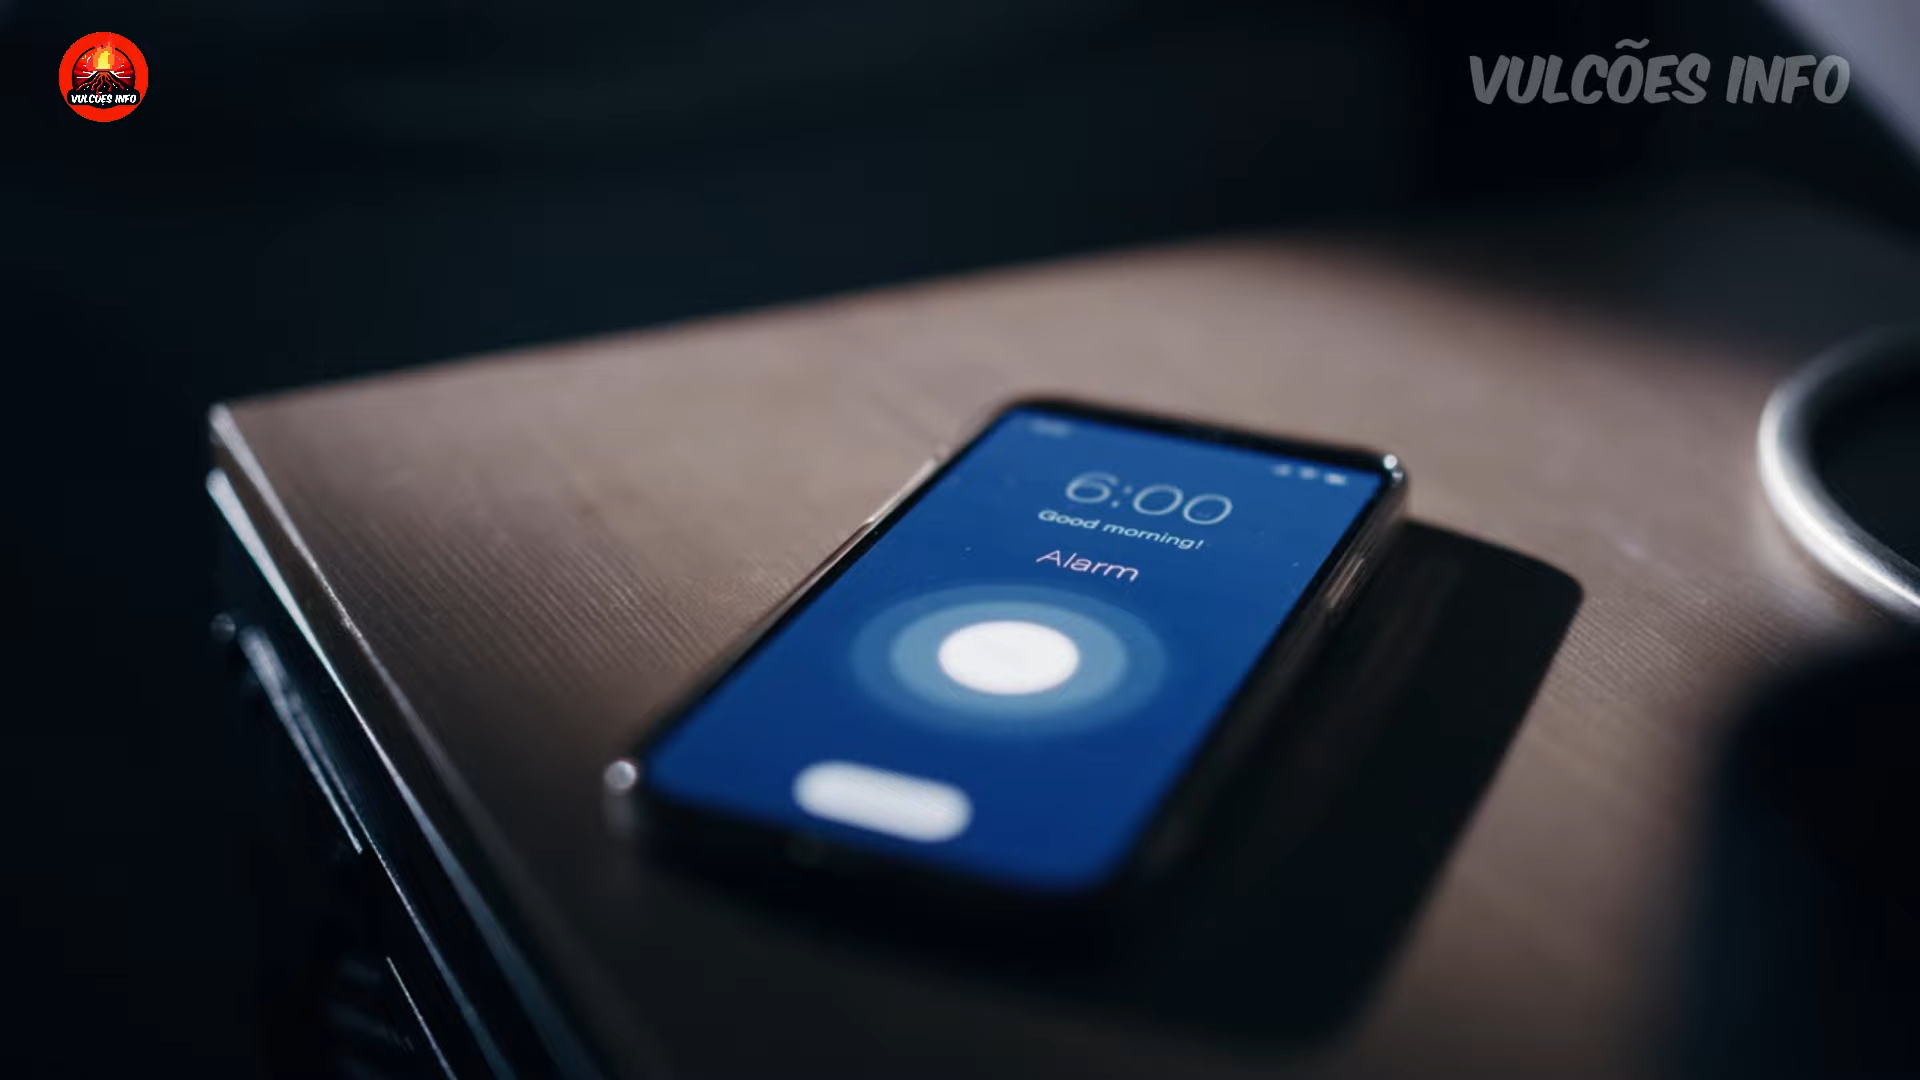 VULCÕES INFO
VULCÕES INFO
6:00
Good morning!
Alarm